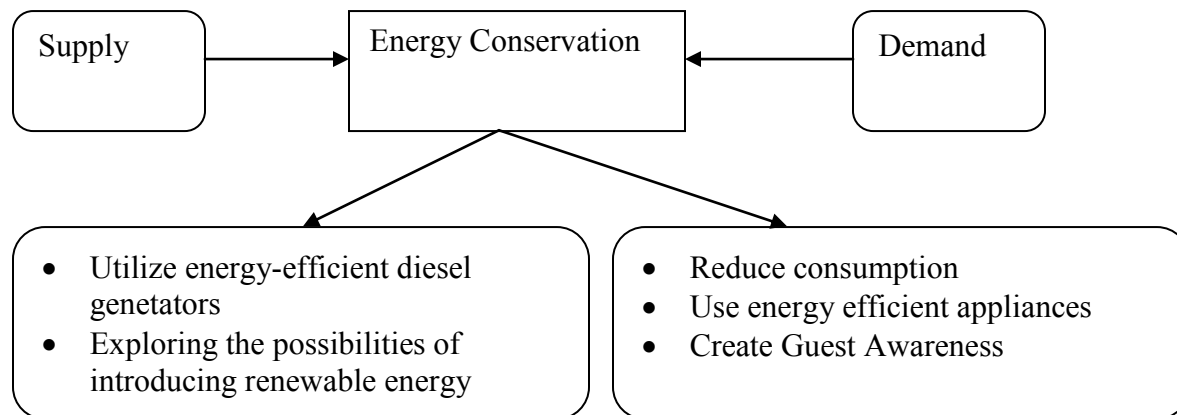 Supply
Energy Conservation
Demand
• Utilize energy-efficient diesel
genetators
• Exploring the possibilities of
introducing renewable energy
• Reduce consumption
• Use energy efficient appliances
• Create Guest Awareness